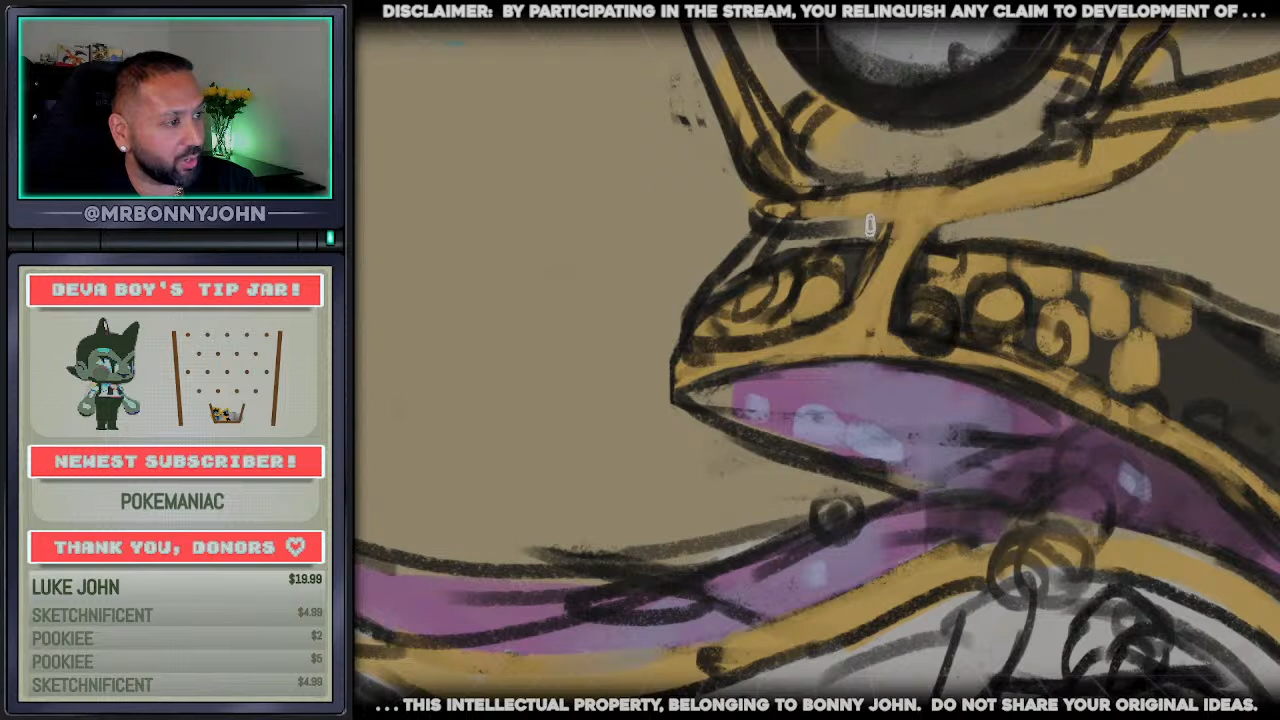 DISCLAIMER: BY PARTICIPATING IN THE STREAM, YOU RELINQUISH ANY CLAIM TO DEVELOPMENT OF . . .
@MRBONNYJOHN
DEVA BOY'S TIP JAR!
NEWEST SUBSCRIBER!
POKEMANIAC
THANK YOU, DONORS
LUKE JOHN $19.99
SKETCHNIFICENT $4.99
POOKIEE $2
POOKIEE $5
SKETCHNIFICENT $4.99
. . . THIS INTELLECTUAL PROPERTY, BELONGING TO BONNY JOHN. DO NOT SHARE YOUR ORIGINAL IDEAS.